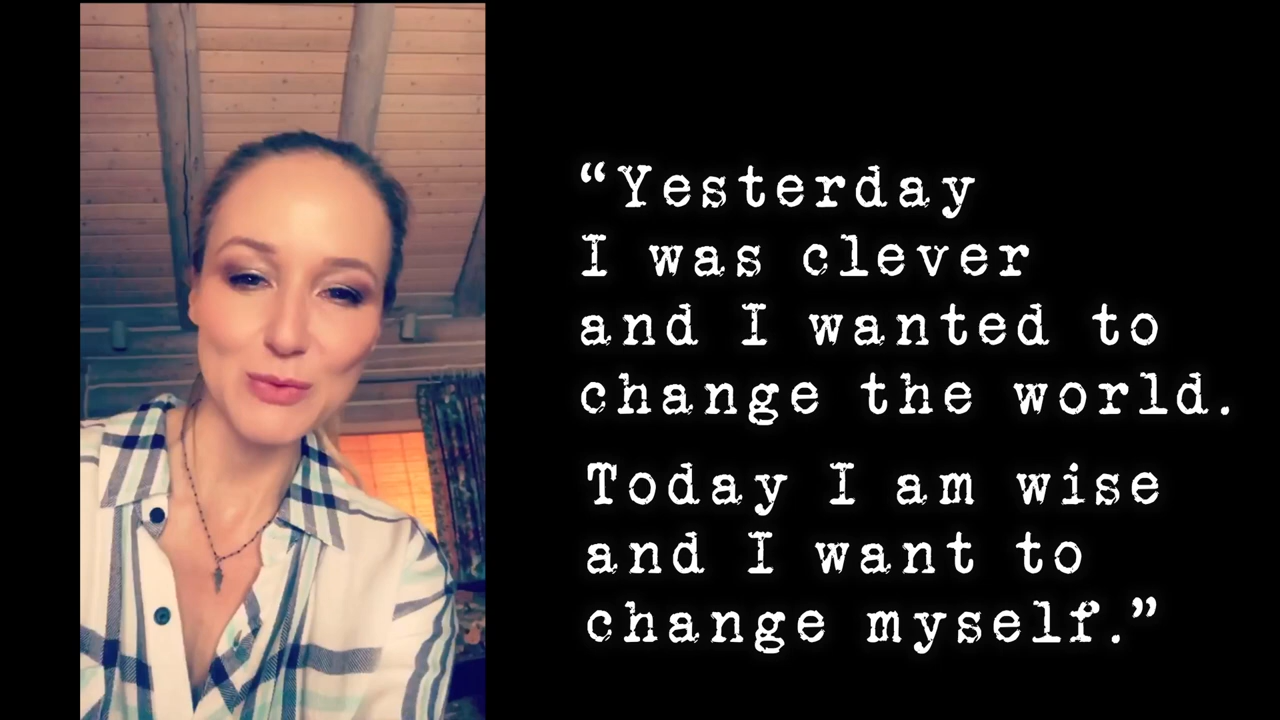 “Yesterday
I was clever
and I wanted to
change the world.
Today I am wise
and I want to
change myself.”